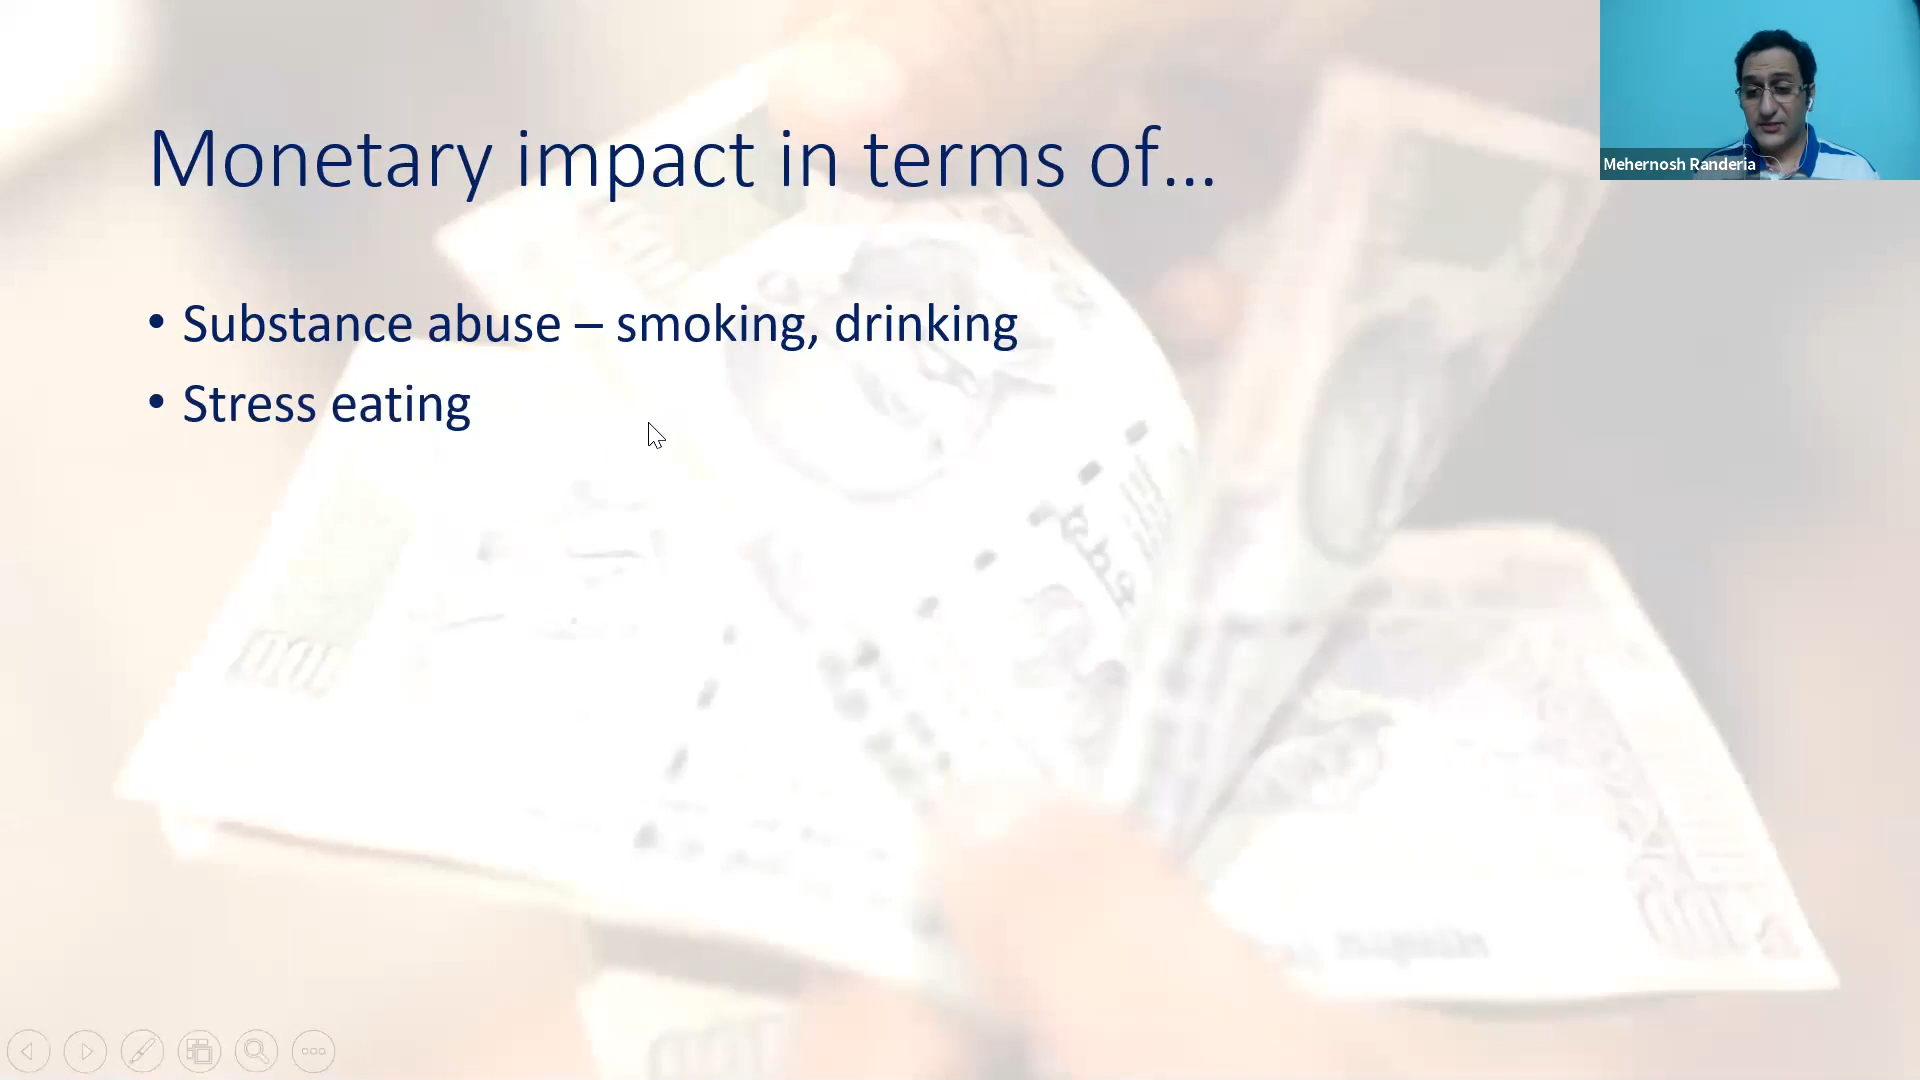 Monetary impact in terms of...
Mehernosh Randeria
• Substance abuse – smoking, drinking
• Stress eating